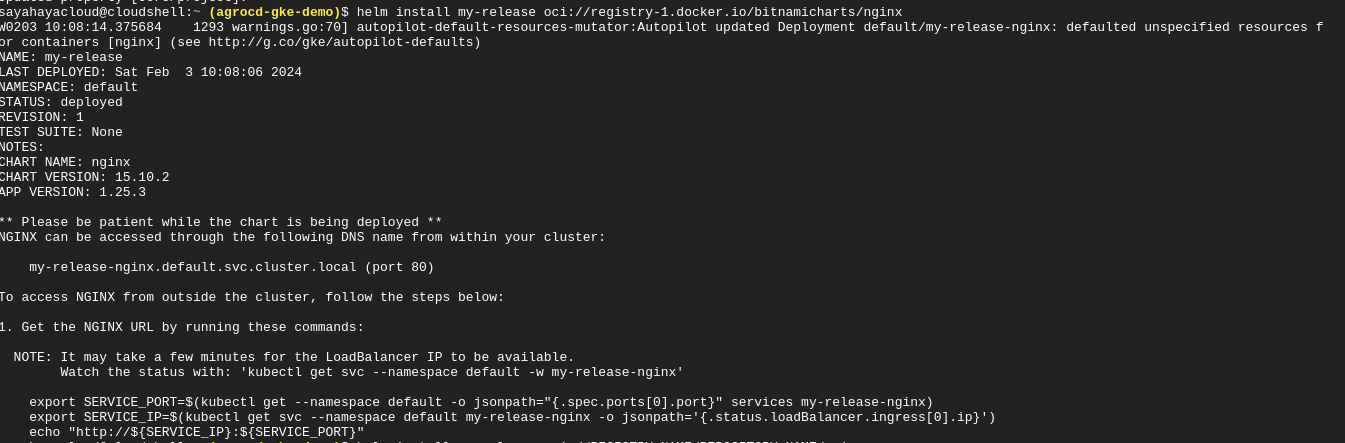 sayahayacloud@cloudshell:~ (agrocd-gke-demo)$ helm install my-release oci://registry-1.docker.io/bitnamicharts/nginx
W0203 10:08:14.375684    1293 warnings.go:70] autopilot-default-resources-mutator:Autopilot updated Deployment default/my-release-nginx: defaulted unspecified resources f
or containers [nginx] (see http://g.co/gke/autopilot-defaults)
NAME: my-release
LAST DEPLOYED: Sat Feb  3 10:08:06 2024
NAMESPACE: default
STATUS: deployed
REVISION: 1
TEST SUITE: None
NOTES:
CHART NAME: nginx
CHART VERSION: 15.10.2
APP VERSION: 1.25.3
** Please be patient while the chart is being deployed **
NGINX can be accessed through the following DNS name from within your cluster:
my-release-nginx.default.svc.cluster.local (port 80)
To access NGINX from outside the cluster, follow the steps below:
1. Get the NGINX URL by running these commands:
NOTE: It may take a few minutes for the LoadBalancer IP to be available.
Watch the status with: 'kubectl get svc --namespace default -w my-release-nginx'
export SERVICE_PORT=$(kubectl get --namespace default -o jsonpath="{.spec.ports[0].port}" services my-release-nginx)
export SERVICE_IP=$(kubectl get svc --namespace default my-release-nginx -o jsonpath='{.status.loadBalancer.ingress[0].ip}')
echo "http://${SERVICE_IP}:${SERVICE_PORT}"